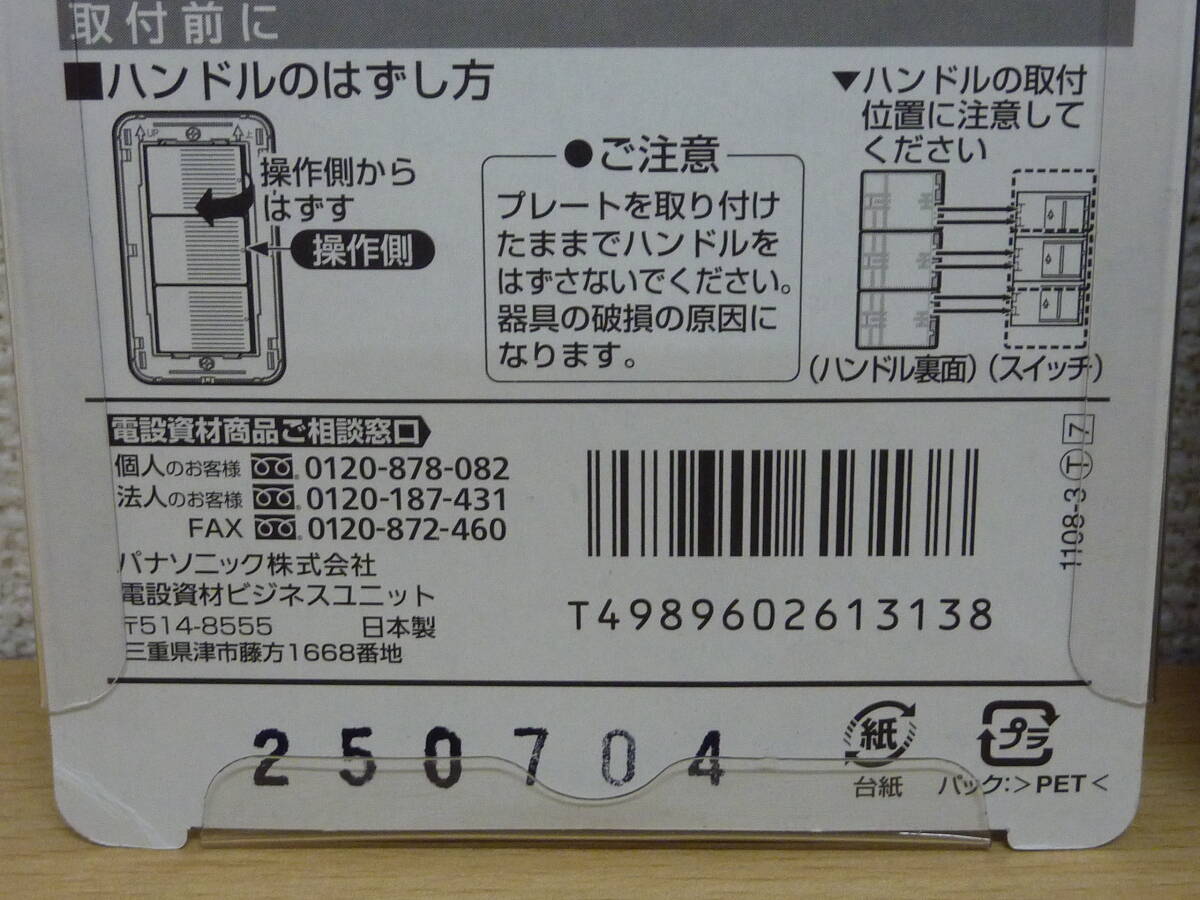 取付前に
■ハンドルのはずし方
UP
上
操作側から
はずす
操作側
●ご注意
プレートを取り付け
たままでハンドルを
はずさないでください。
器具の破損の原因に
なります。
▼ハンドルの取付
位置に注意して
ください
(ハンドル裏面)(スイッチ)
電設資材商品ご相談窓口
個人のお客様 0120-878-082
法人のお客様 0120-187-431
FAX 0120-872-460
パナソニック株式会社
電設資材ビジネスユニット
〒514-8555 日本製
三重県津市藤方1668番地
T4989602613138
1108-3 Ⓣ 7
250704
紙
台紙
プラ
パック:>PET<